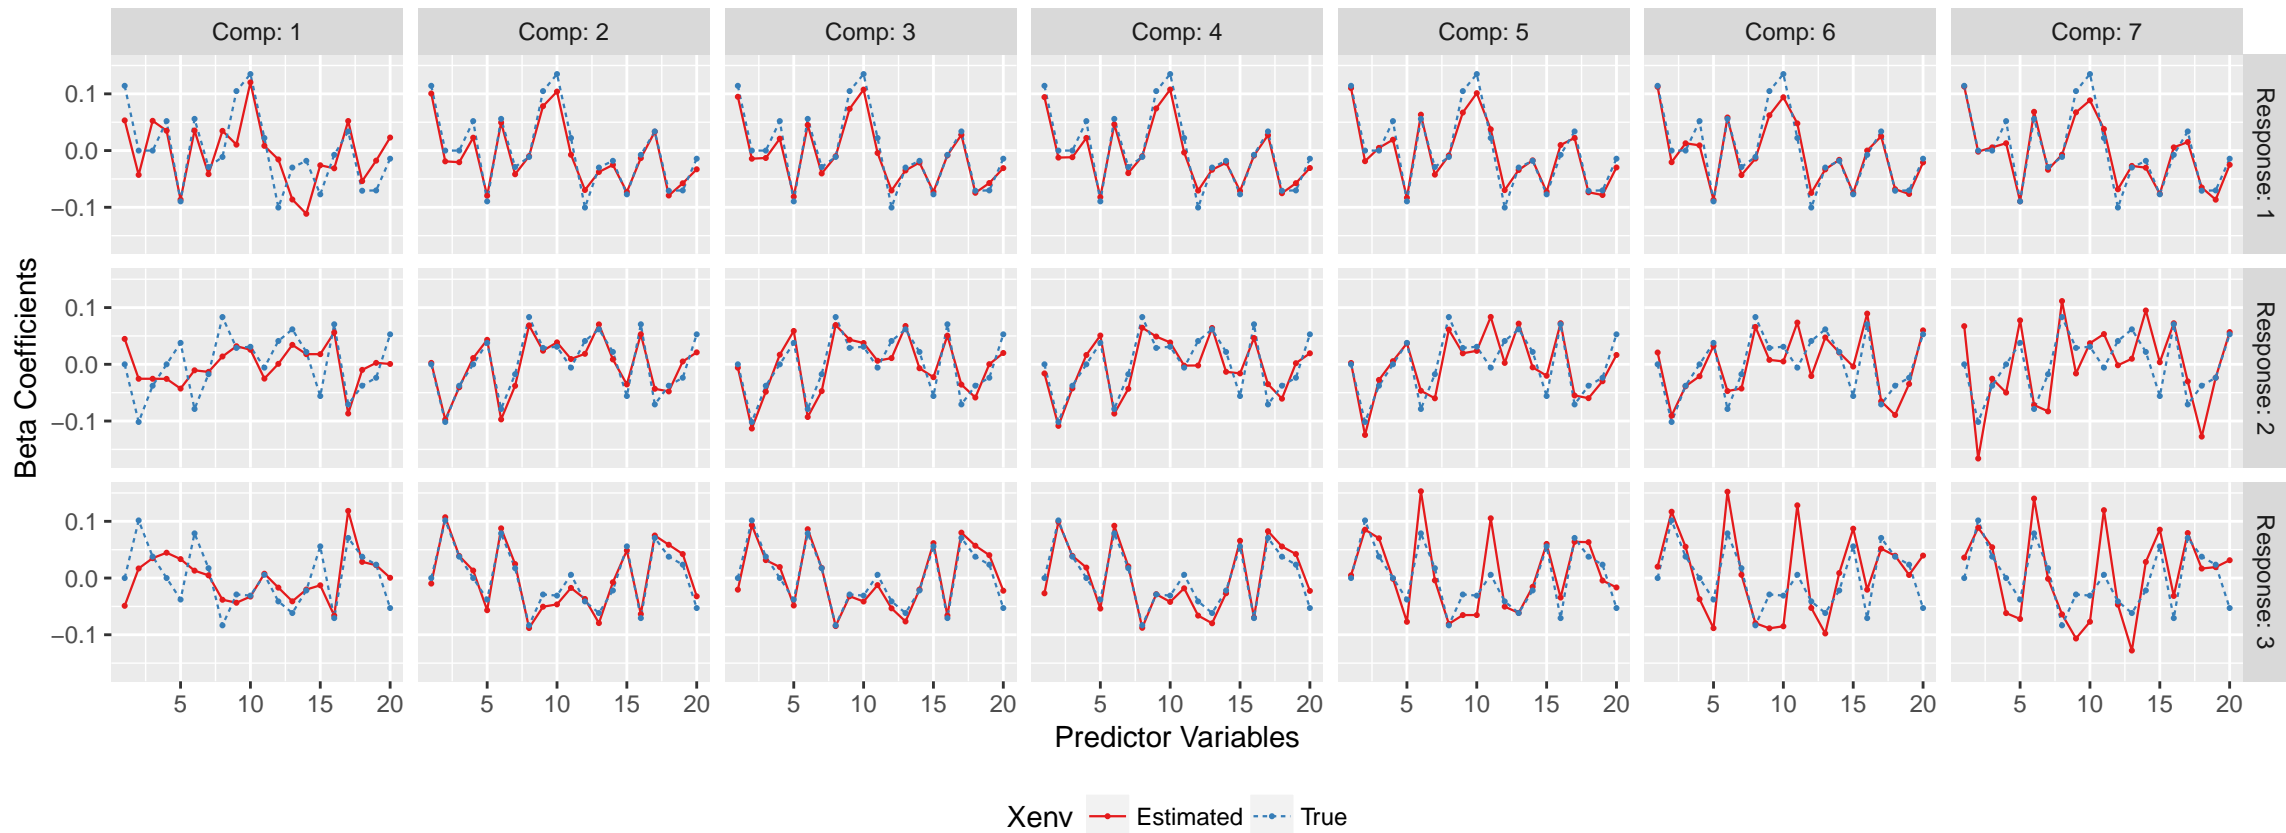 Comp: 1 Comp: 2 Comp: 3 Comp: 4 Comp: 5 Comp: 6 Comp: 7
0.1
0.0
−0.1
Response: 1
0.1
0.0
−0.1
Response: 2
0.1
0.0
−0.1
Response: 3
Beta Coefficients
5 10 15 20 5 10 15 20 5 10 15 20 5 10 15 20 5 10 15 20 5 10 15 20 5 10 15 20
Predictor Variables
Xenv Estimated True